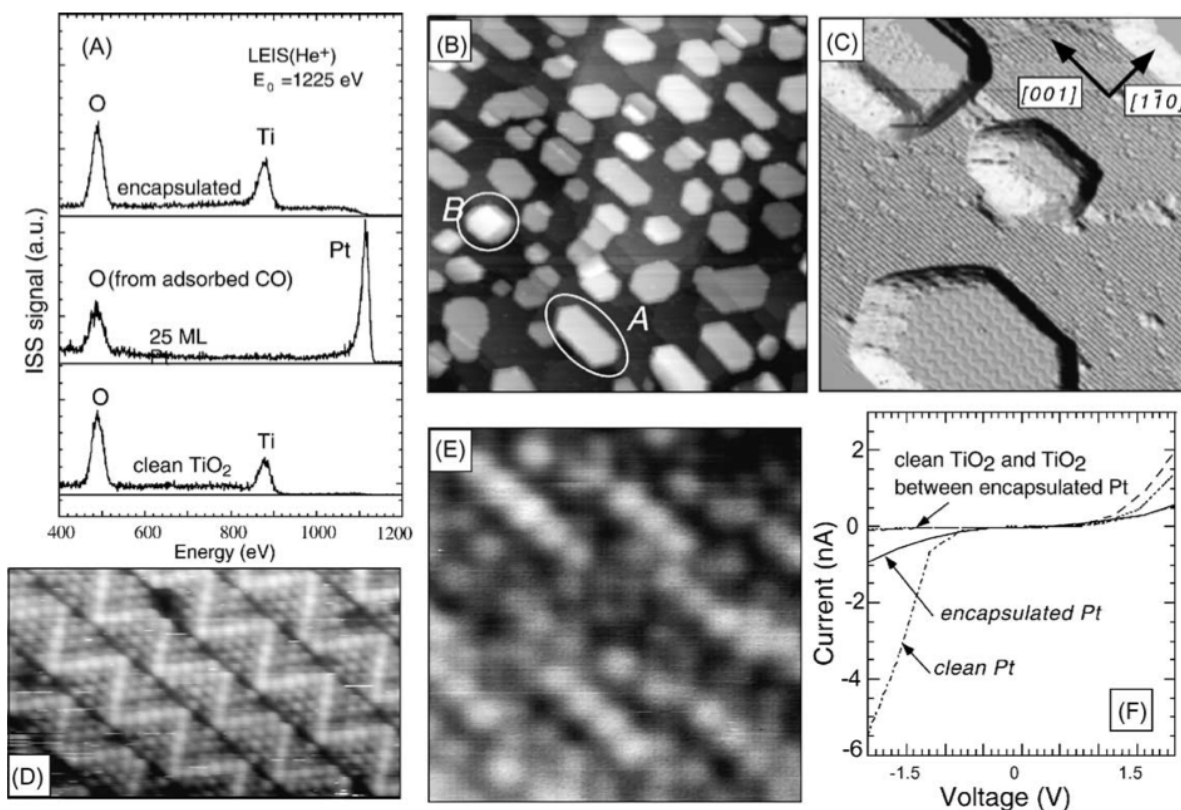 (A)
LEIS(He⁺)
E₀ =1225 eV
O
Ti
encapsulated
Pt
O (from adsorbed CO)
25 ML
O
Ti
clean TiO₂
ISS signal (a.u.)
400 600 800 1000 1200
Energy (eV)
(B)
B
A
(C)
[001]
[11̄0]
(D)
(E)
2
0
-2
-4
-6
Current (nA)
clean TiO₂ and TiO₂
between encapsulated Pt
encapsulated Pt
clean Pt
(F)
-1.5 0 1.5
Voltage (V)